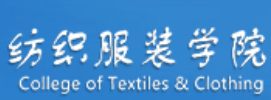 纺织服装学院
College of Textiles & Clothing